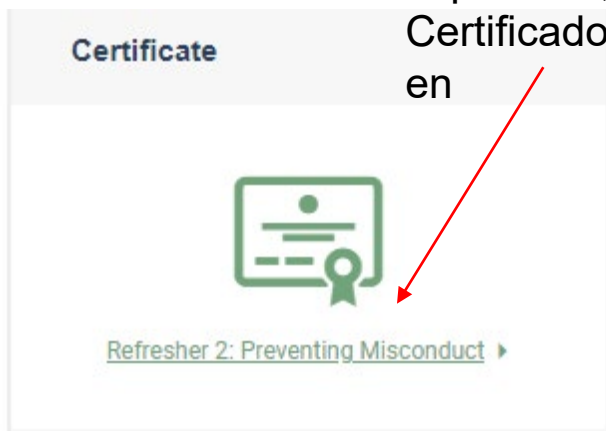 Certificate
Certificado
en
Refresher 2: Preventing Misconduct